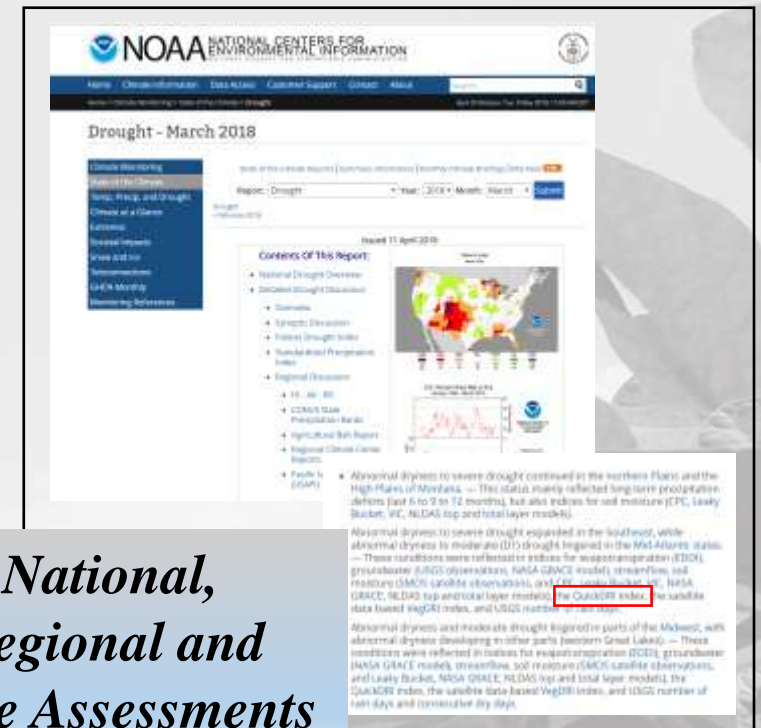 NOAA NATIONAL CENTERS FOR
ENVIRONMENTAL INFORMATION
Home Climate Information Data Access Customer Support Contact About
Drought - March 2018
Climate Monitoring
State of the Climate
Temp, Precip, and Drought
Climate at a Glance
Extremes
Societal Impacts
Snow and Ice
Teleconnections
GHCN Monthly
Monitoring References
Report: Drought Year: 2018 Month: March Submit
Issued 11 April 2018
Contents Of This Report:
National Drought Overview
Detailed Drought Discussion
Overview
Synoptic Discussion
Palmer Drought Index
Standardized Precipitation
Index
Regional Discussion
CONUS State
Precipitation Ranks
Agricultural Belt Report
Regional Climate Center
Reports
(USAPI)
Abnormal dryness to severe drought continued in the northern Plains and the
High Plains of Montana. — This status mainly reflected long-term precipitation
deficits (last 6 to 9 to 12 months), but also indices for soil moisture (CPC, Leaky
Bucket, VIC, NLDAS top and total layer models).
Abnormal dryness to severe drought expanded in the Southeast, while
abnormal dryness to moderate (D1) drought lingered in the Mid-Atlantic states.
— These conditions were reflected in indices for evapotranspiration (EDDI),
groundwater (USGS observations, NASA GRACE model), streamflow, soil
moisture (SMOS satellite observations, and CPC, Leaky Bucket, VIC, NASA
GRACE, NLDAS top and total layer models), the QuickDRI index, the satellite
data-based VegDRI index, and USGS number of rain days.
Abnormal dryness and moderate drought lingered in parts of the Midwest, with
abnormal dryness developing in other parts (western Great Lakes). — These
conditions were reflected in indices for evapotranspiration (EDDI), groundwater
(NASA GRACE model), streamflow, soil moisture (SMOS satellite observations,
and Leaky Bucket, NASA GRACE, NLDAS top and total layer models), the
QuickDRI index, the satellite data-based VegDRI index, and USGS number of
rain days and consecutive dry days.
National,
egional and
e Assessments